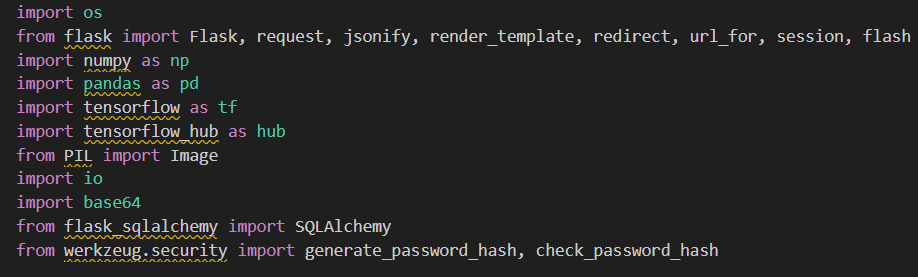 import os
from flask import Flask, request, jsonify, render_template, redirect, url_for, session, flash
import numpy as np
import pandas as pd
import tensorflow as tf
import tensorflow_hub as hub
from PIL import Image
import io
import base64
from flask_sqlalchemy import SQLAlchemy
from werkzeug.security import generate_password_hash, check_password_hash